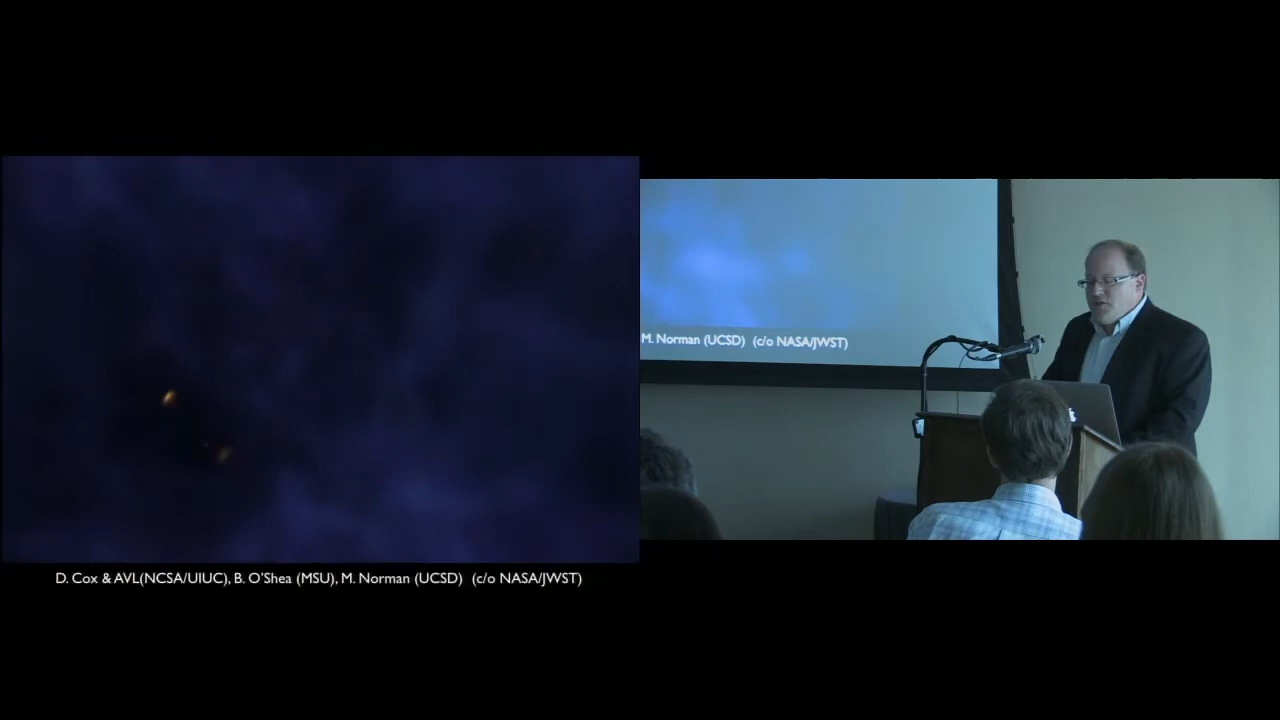 D. Cox & AVL(NCSA/UIUC), B. O'Shea (MSU), M. Norman (UCSD) (c/o NASA/JWST)
M. Norman (UCSD) (c/o NASA/JWST)